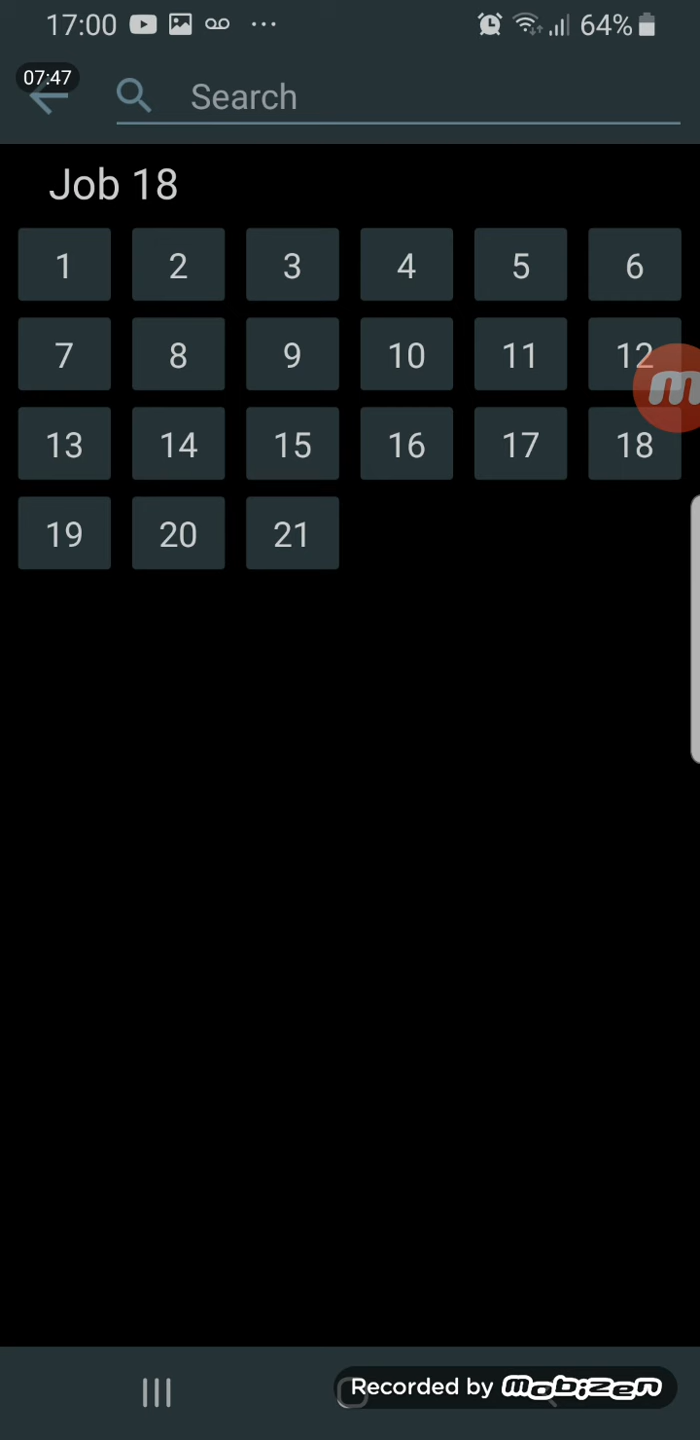 17:00 ... 64%
07:47
Search
Job 18
1 2 3 4 5 6
7 8 9 10 11 12
13 14 15 16 17 18
19 20 21
m
Recorded by mobizen